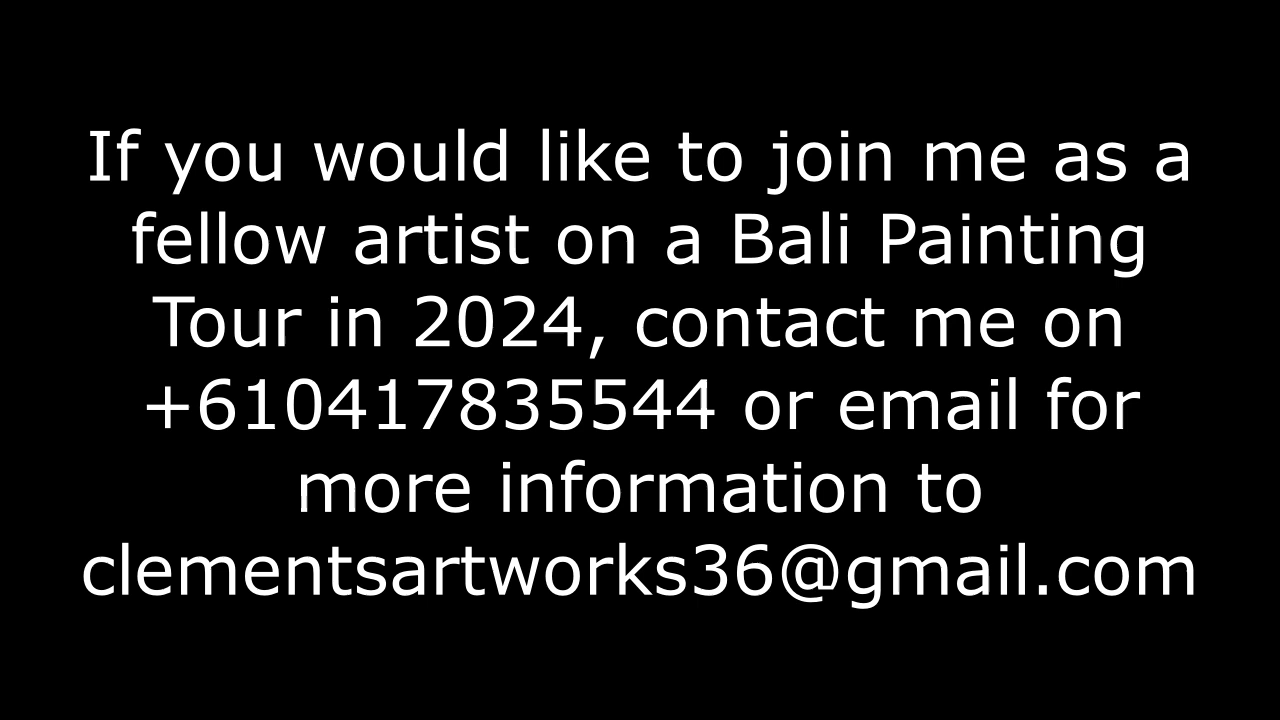 If you would like to join me as a
fellow artist on a Bali Painting
Tour in 2024, contact me on
+610417835544 or email for
more information to
clementsartworks36@gmail.com